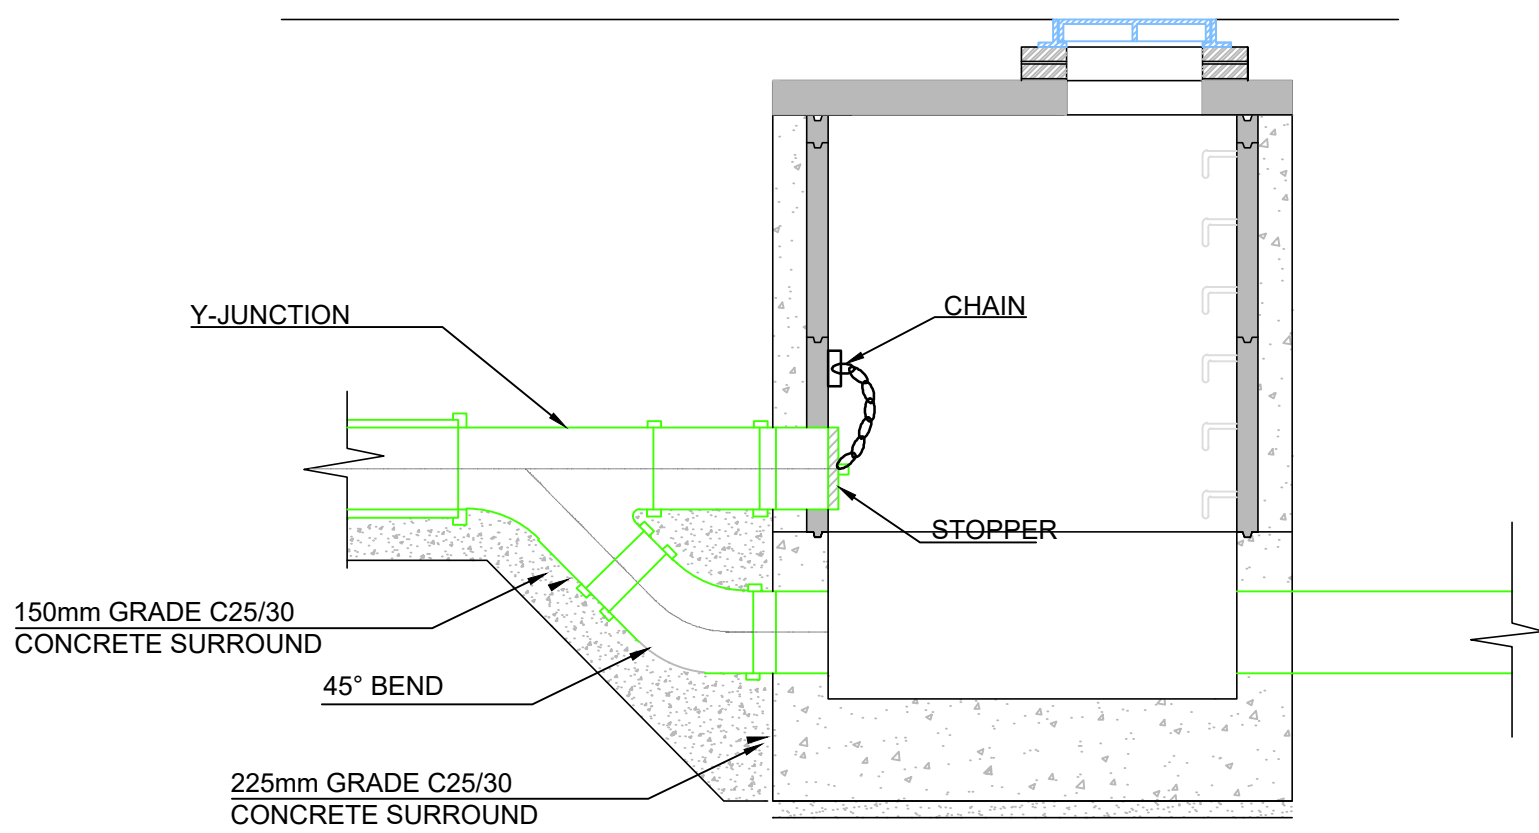 CHAIN
Y-JUNCTION
STOPPER
150mm GRADE C25/30
CONCRETE SURROUND
45° BEND
225mm GRADE C25/30
CONCRETE SURROUND